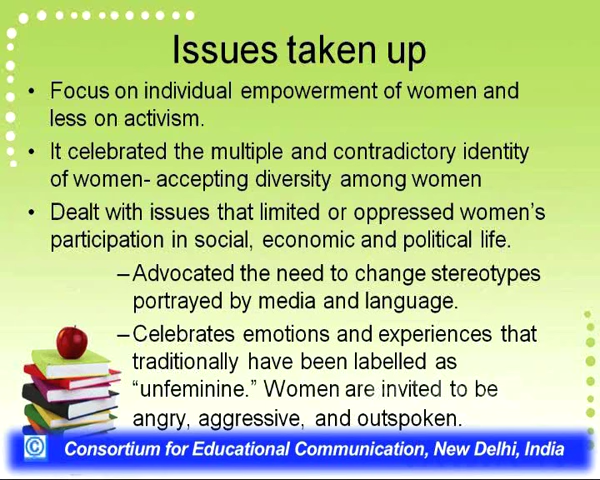 Issues taken up
• Focus on individual empowerment of women and
less on activism.
• It celebrated the multiple and contradictory identity
of women- accepting diversity among women
• Dealt with issues that limited or oppressed women's
participation in social, economic and political life.
–Advocated the need to change stereotypes
portrayed by media and language.
–Celebrates emotions and experiences that
traditionally have been labelled as
“unfeminine.” Women are invited to be
angry, aggressive, and outspoken.
© Consortium for Educational Communication, New Delhi, India